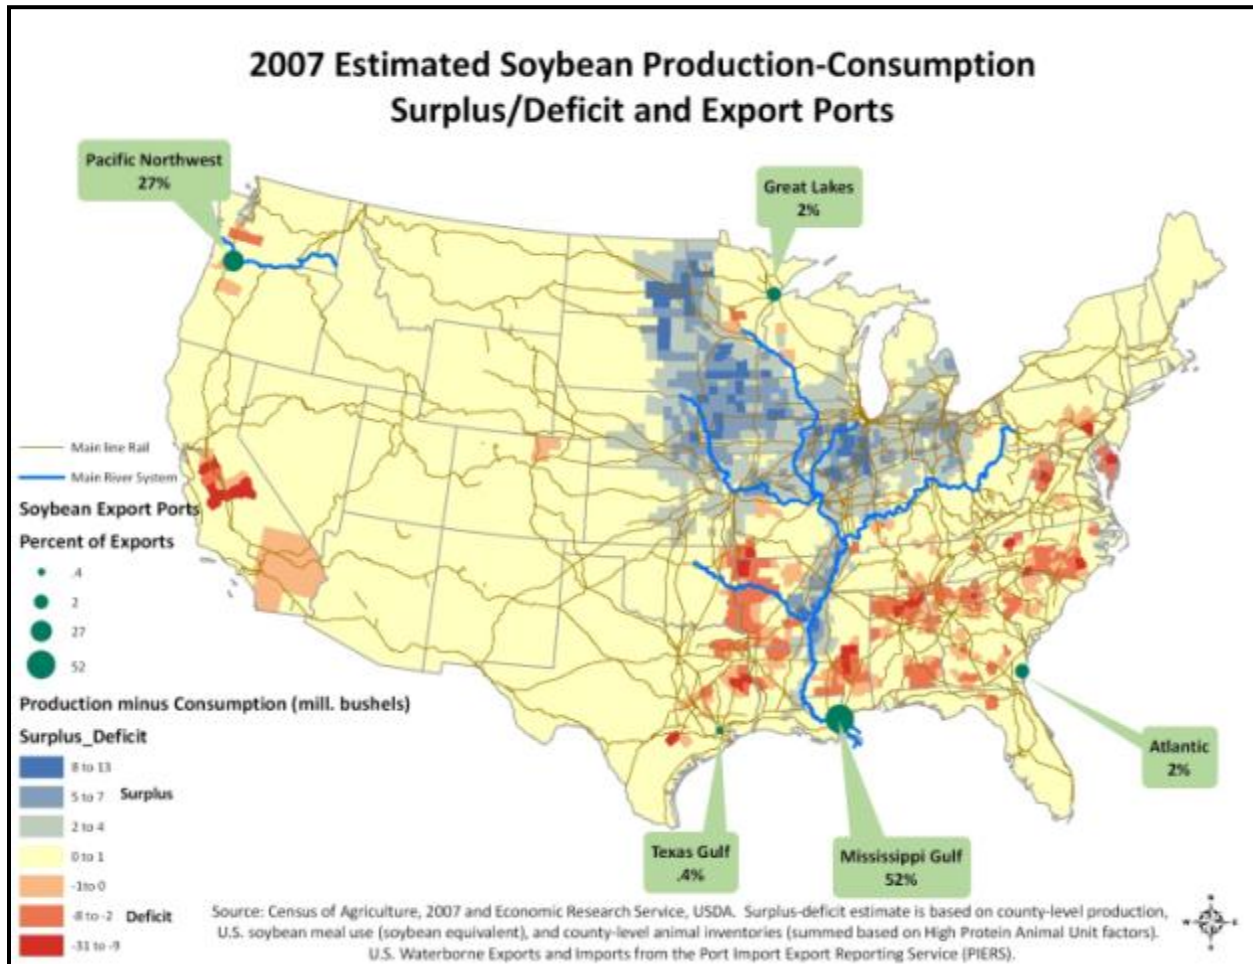 2007 Estimated Soybean Production-Consumption
Surplus/Deficit and Export Ports
Pacific Northwest
27%
Great Lakes
2%
Main line Rail
Main River System
Soybean Export Ports
Percent of Exports
.4
2
27
52
Production minus Consumption (mill. bushels)
Surplus_Deficit
8 to 13
5 to 7 Surplus
2 to 4
0 to 1
-1to 0
-8 to -2 Deficit
-31 to -9
Atlantic
2%
Texas Gulf
.4%
Mississippi Gulf
52%
Source: Census of Agriculture, 2007 and Economic Research Service, USDA. Surplus-deficit estimate is based on county-level production,
U.S. soybean meal use (soybean equivalent), and county-level animal inventories (summed based on High Protein Animal Unit factors).
U.S. Waterborne Exports and Imports from the Port Import Export Reporting Service (PIERS).